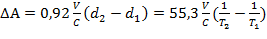 ΔA = 0,92 V/C (d₂ − d₁) = 55,3 V/C (1/T₂ − 1/T₁)